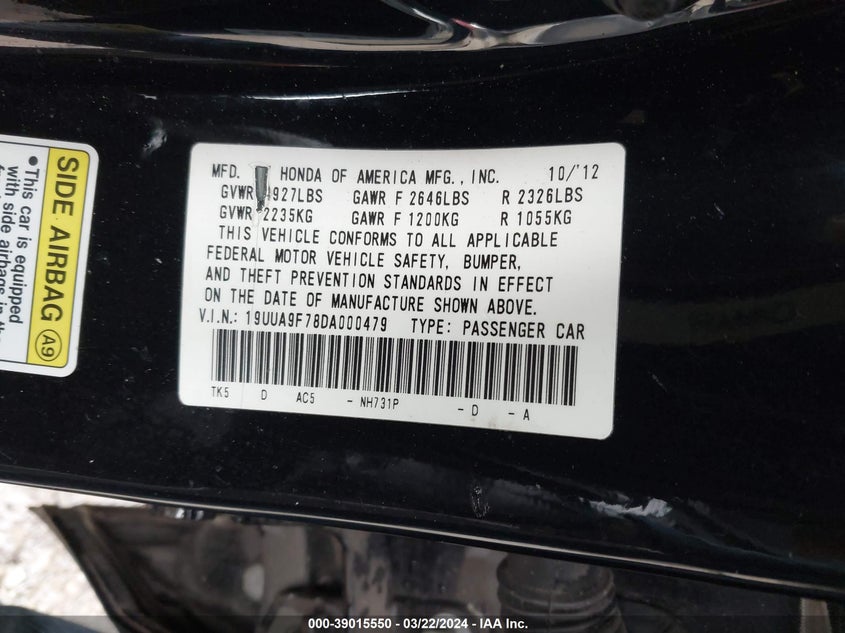 SIDE AIRBAG A9
•This car is equipped
with side airbags in the
MFD. HONDA OF AMERICA MFG., INC. 10/'12
GVWR 927LBS GAWR F 2646LBS R 2326LBS
GVWR 2235KG GAWR F 1200KG R 1055KG
THIS VEHICLE CONFORMS TO ALL APPLICABLE
FEDERAL MOTOR VEHICLE SAFETY, BUMPER,
AND THEFT PREVENTION STANDARDS IN EFFECT
ON THE DATE OF MANUFACTURE SHOWN ABOVE.
V.I.N.: 19UUA9F78DA000479 TYPE: PASSENGER CAR
TK5 D AC5 - NH731P - D - A
000-39015550 - 03/22/2024 - IAA Inc.